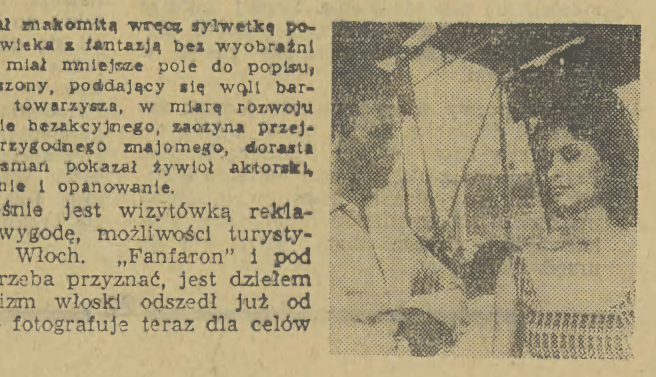 ał znakomitą wręcz sylwetkę po-
wieka z fantazją bez wyobraźni
miał mniejsze pole do popisu,
szony, poddający się woli bar-
towarzysza, w miarę rozwoju
ie bezakcyjnego, zaczyna przej-
rzygodnego znajomego, dorasta
sman pokazał żywioł aktorski,
nie i opanowanie.
śnie jest wizytówką rekla-
wygodę, możliwości turysty-
Włoch. „Fanfaron” i pod
rzeba przyznać, jest dziełem
izm włoski odszedł już od
fotografuje teraz dla celów